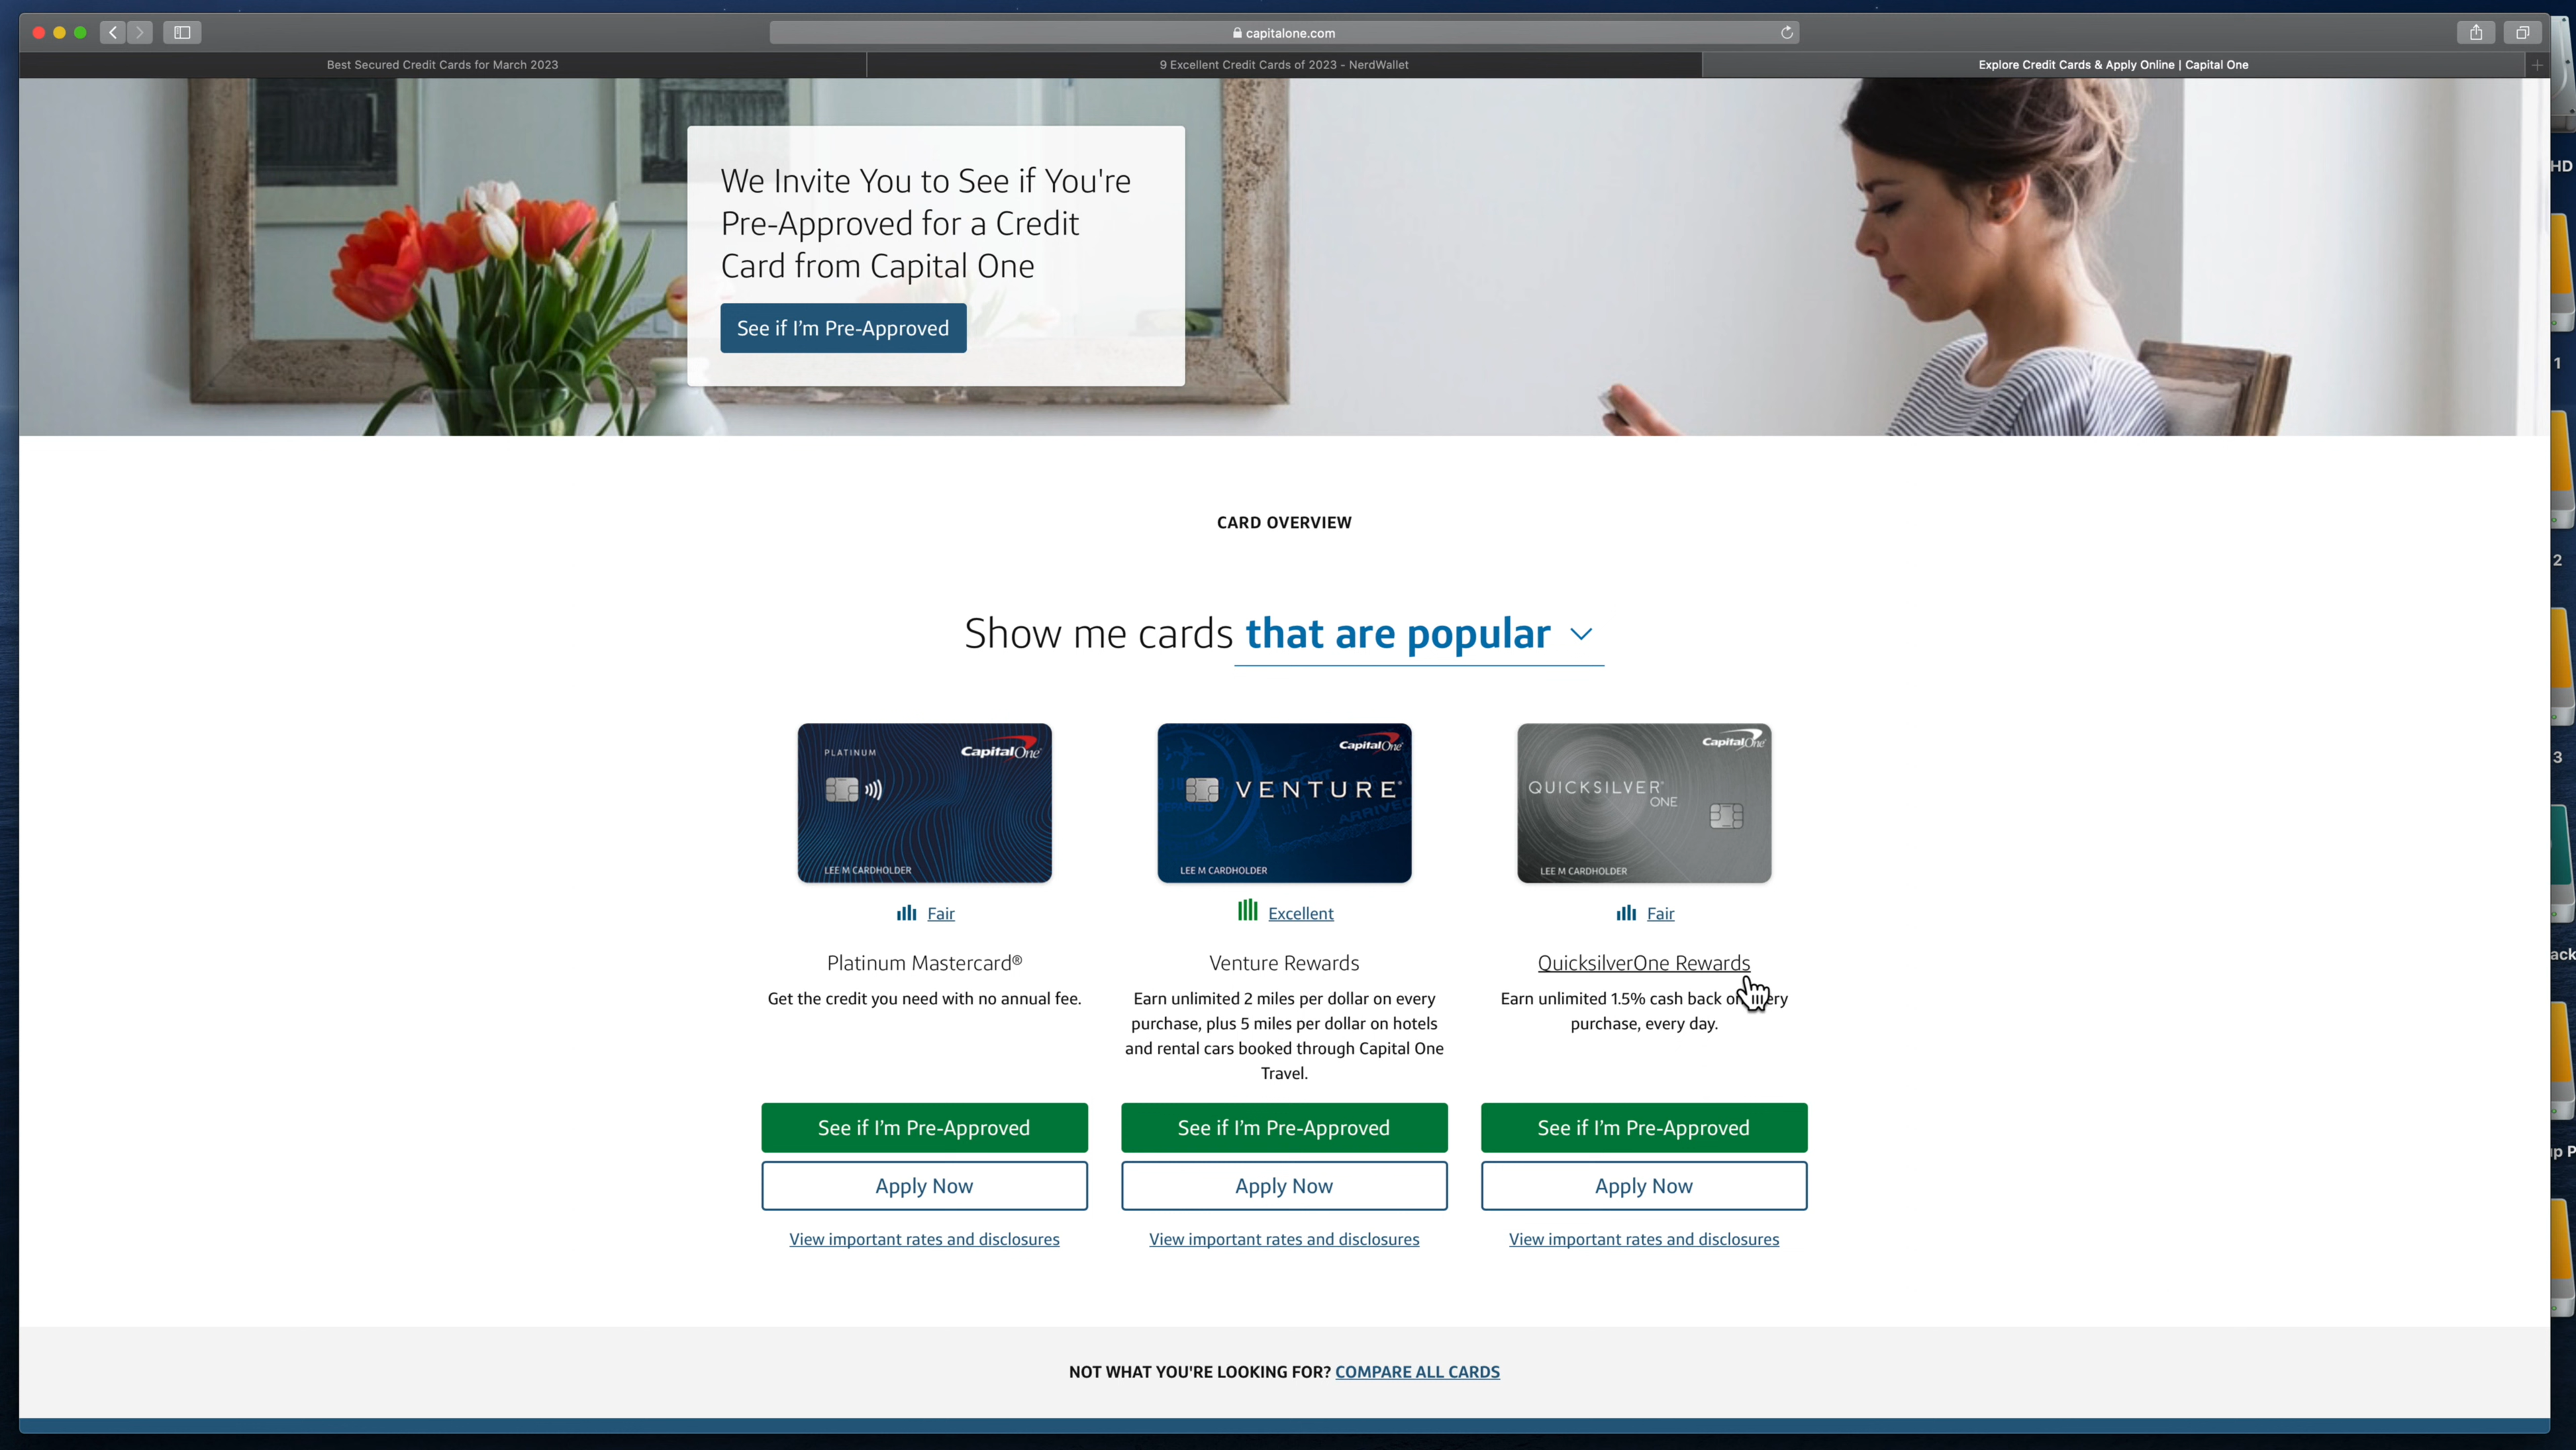 capitalone.com
Best Secured Credit Cards for March 2023
9 Excellent Credit Cards of 2023 - NerdWallet
Explore Credit Cards & Apply Online | Capital One
We Invite You to See if You're
Pre-Approved for a Credit
Card from Capital One
See if I'm Pre-Approved
HD
1
2
3
CARD OVERVIEW
Show me cards that are popular
PLATINUM
CapitalOne
LEE M CARDHOLDER
CapitalOne
VENTURE®
ARRIVED
LEE M CARDHOLDER
CapitalOne
QUICKSILVER®
ONE
LEE M CARDHOLDER
Fair
Excellent
Fair
Platinum Mastercard®
Get the credit you need with no annual fee.
Venture Rewards
Earn unlimited 2 miles per dollar on every
purchase, plus 5 miles per dollar on hotels
and rental cars booked through Capital One
Travel.
QuicksilverOne Rewards
Earn unlimited 1.5% cash back on every
purchase, every day.
See if I'm Pre-Approved
See if I'm Pre-Approved
See if I'm Pre-Approved
Apply Now
Apply Now
Apply Now
View important rates and disclosures
View important rates and disclosures
View important rates and disclosures
NOT WHAT YOU'RE LOOKING FOR? COMPARE ALL CARDS